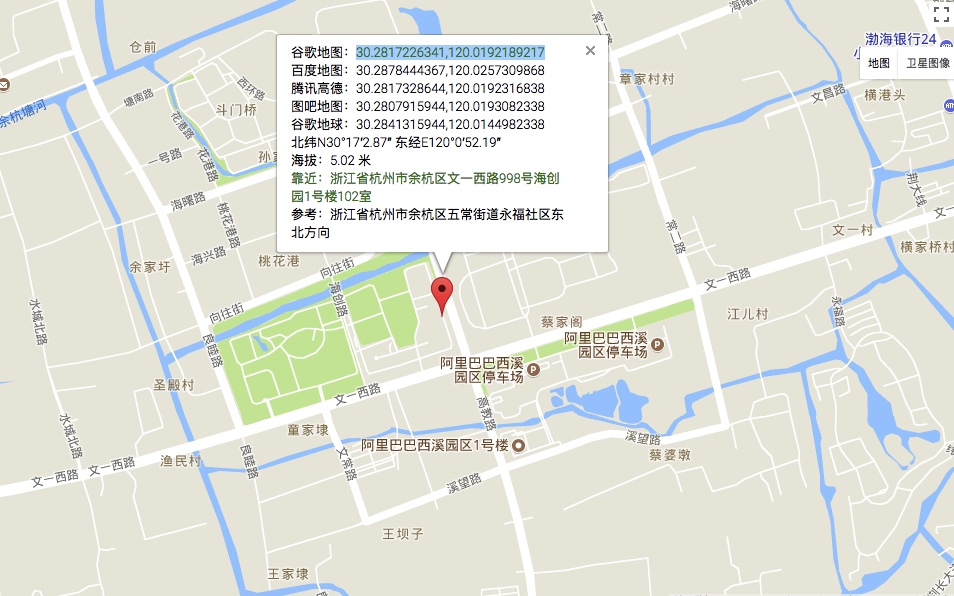 谷歌地图：30.2817226341,120.0192189217
百度地图：30.2878444367,120.0257309868
腾讯高德：30.2817328644,120.0192316838
图吧地图：30.2807915944,120.0193082338
谷歌地球：30.2841315944,120.0144982338
北纬N30°17′2.87″ 东经E120°0′52.19″
海拔：5.02 米
靠近：浙江省杭州市余杭区文一西路998号海创
园1号楼102室
参考：浙江省杭州市余杭区五常街道永福社区东
北方向
渤海银行24
地图
卫星图像
海曙路
仓前
章家村村
文昌路
横港头
西环路
塘南路
斗门桥
余杭塘河
花港路
一号路
花港路
孙家
海曙路
荆大线
桃花港路
文一
文一村
横家桥村
常二路
海兴路
桃花港
余家圩
向往街
文一西路
海创路
永福路
向往街
水城北路
江儿村
蔡家阁
阿里巴巴西溪
园区停车场
良睦路
阿里巴巴西溪
园区停车场
圣殿村
文一西路
高教路
水城北路
童家埭
溪望路
阿里巴巴西溪园区1号楼
蔡婆墩
渔民村
良睦路
文常路
文一西路
文一西路
溪望路
王坝子
王家埭